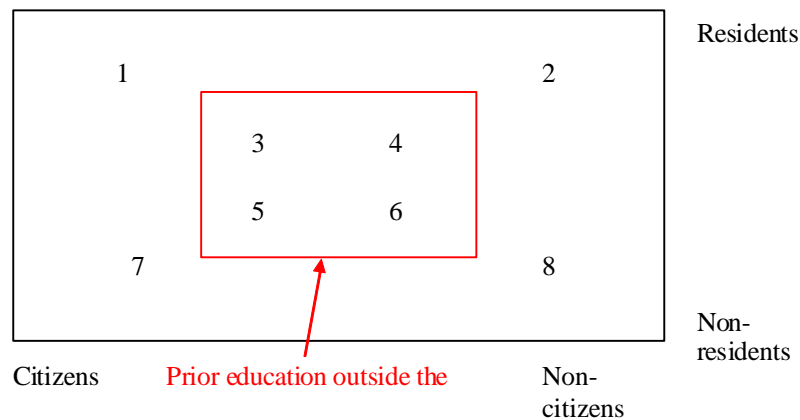 Residents
1 2
3 4
5 6
7 8
Non-
residents
Citizens Prior education outside the Non-
citizens